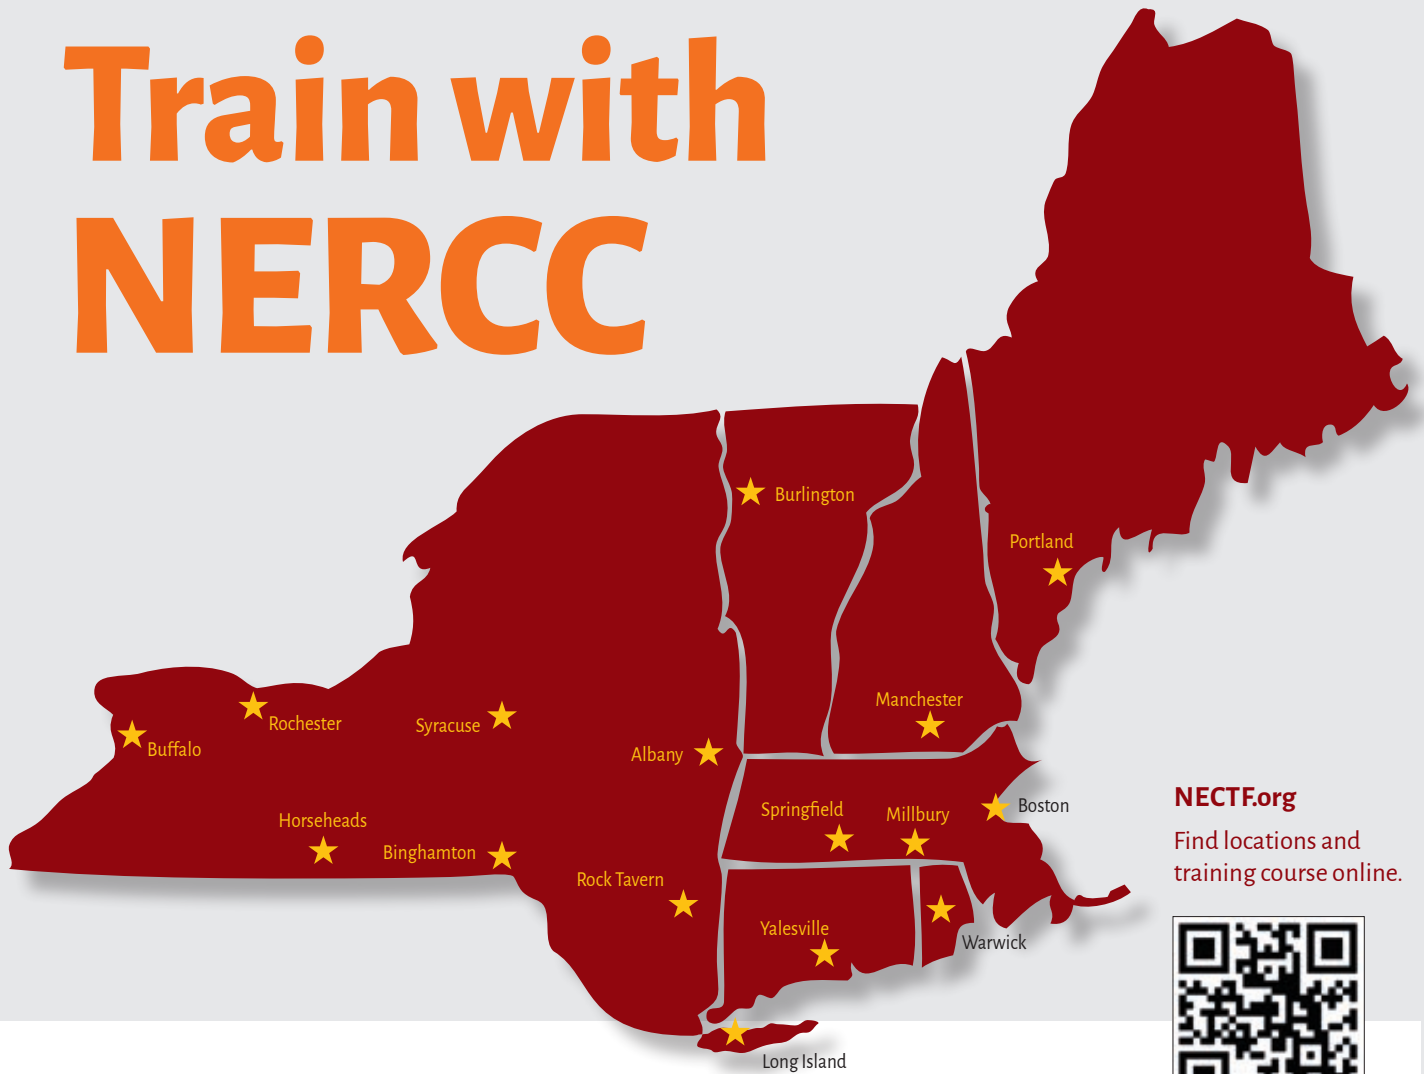 Train with
NERCC
Burlington
Portland
Manchester
Rochester
Syracuse
Buffalo
Albany
NECTF.org
Boston
Springfield
Millbury
Horseheads
Find locations and
training course online.
Binghamton
Rock Tavern
Yalesville
Warwick
Long Island